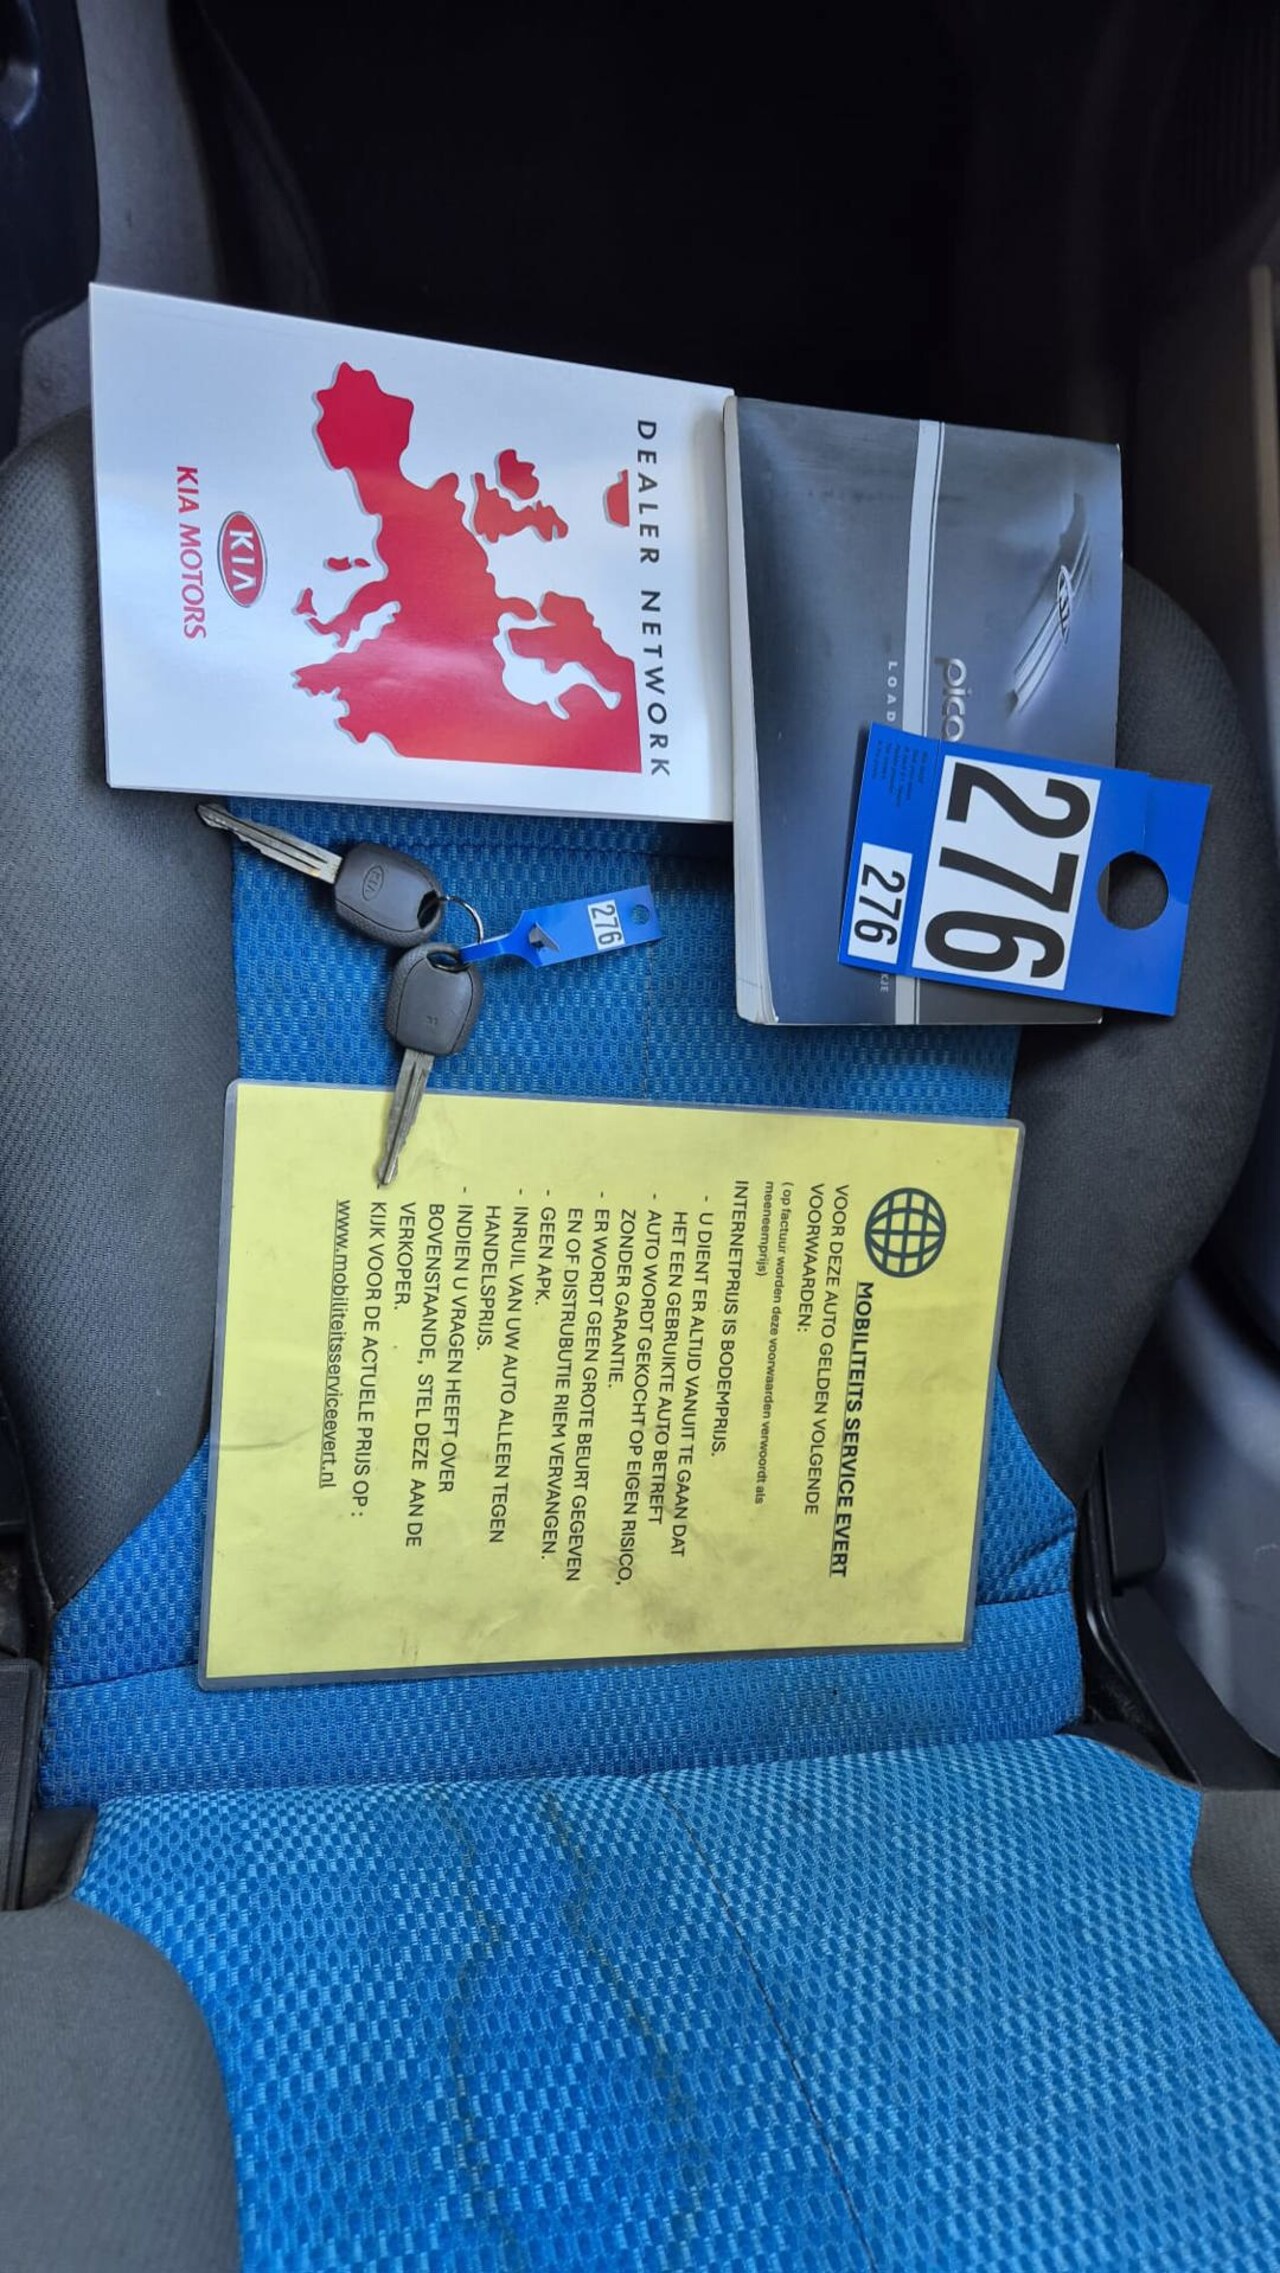 DEALER NETWORK
KIA
KIA MOTORS
KIA
pico
LOAD
KJE
276
276
276
KIA
MOBILITEITS SERVICE EVERT
VOOR DEZE AUTO GELDEN VOLGENDE
VOORWAARDEN:
( op factuur worden deze voorwaarden verwoordt als
meeneemprijs)
INTERNETPRIJS IS BODEMPRIJS.
- U DIENT ER ALTIJD VANUIT TE GAAN DAT
HET EEN GEBRUIKTE AUTO BETREFT
- AUTO WORDT GEKOCHT OP EIGEN RISICO,
ZONDER GARANTIE.
- ER WORDT GEEN GROTE BEURT GEGEVEN
EN OF DISTRUBUTIE RIEM VERVANGEN.
- GEEN APK.
- INRUIL VAN UW AUTO ALLEEN TEGEN
HANDELSPRIJS.
- INDIEN U VRAGEN HEEFT OVER
BOVENSTAANDE, STEL DEZE AAN DE
VERKOPER.
KIJK VOOR DE ACTUELE PRIJS OP :
www.mobiliteitsserviceevert.nl